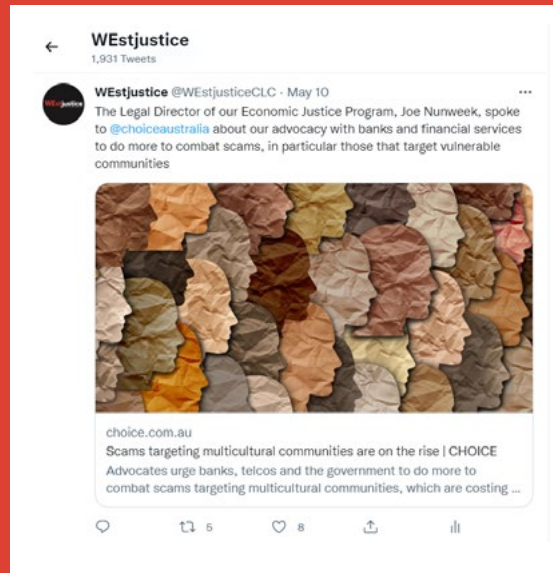 WEstjustice
1,931 Tweets
WEstjustice @WEstjusticeCLC · May 10
WEstjustice
The Legal Director of our Economic Justice Program, Joe Nunweek, spoke
to @choiceaustralia about our advocacy with banks and financial services
to do more to combat scams, in particular those that target vulnerable
communities
choice.com.au
Scams targeting multicultural communities are on the rise | CHOICE
Advocates urge banks, telcos and the government to do more to
combat scams targeting multicultural communities, which are costing ...
5
8